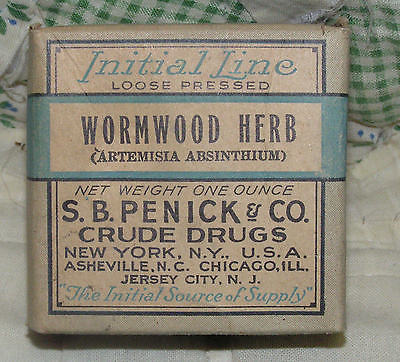 Initial Line
LOOSE PRESSED
WORMWOOD HERB
(ARTEMISIA ABSINTHIUM)
NET WEIGHT ONE OUNCE
S. B. PENICK & CO.
CRUDE DRUGS
NEW YORK, N.Y., U.S.A.
ASHEVILLE, N.C. CHICAGO, ILL.
JERSEY CITY, N. J.
"The Initial Source of Supply"